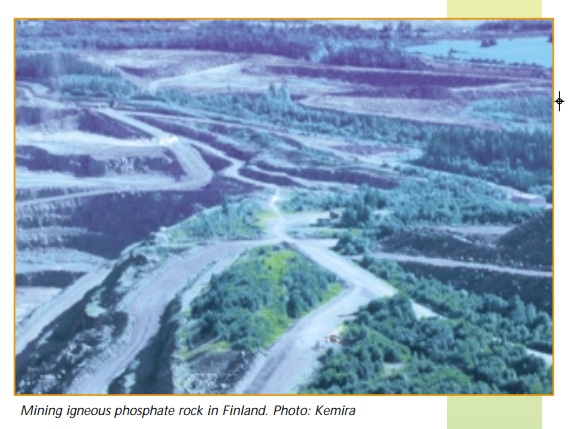 Mining igneous phosphate rock in Finland. Photo: Kemira